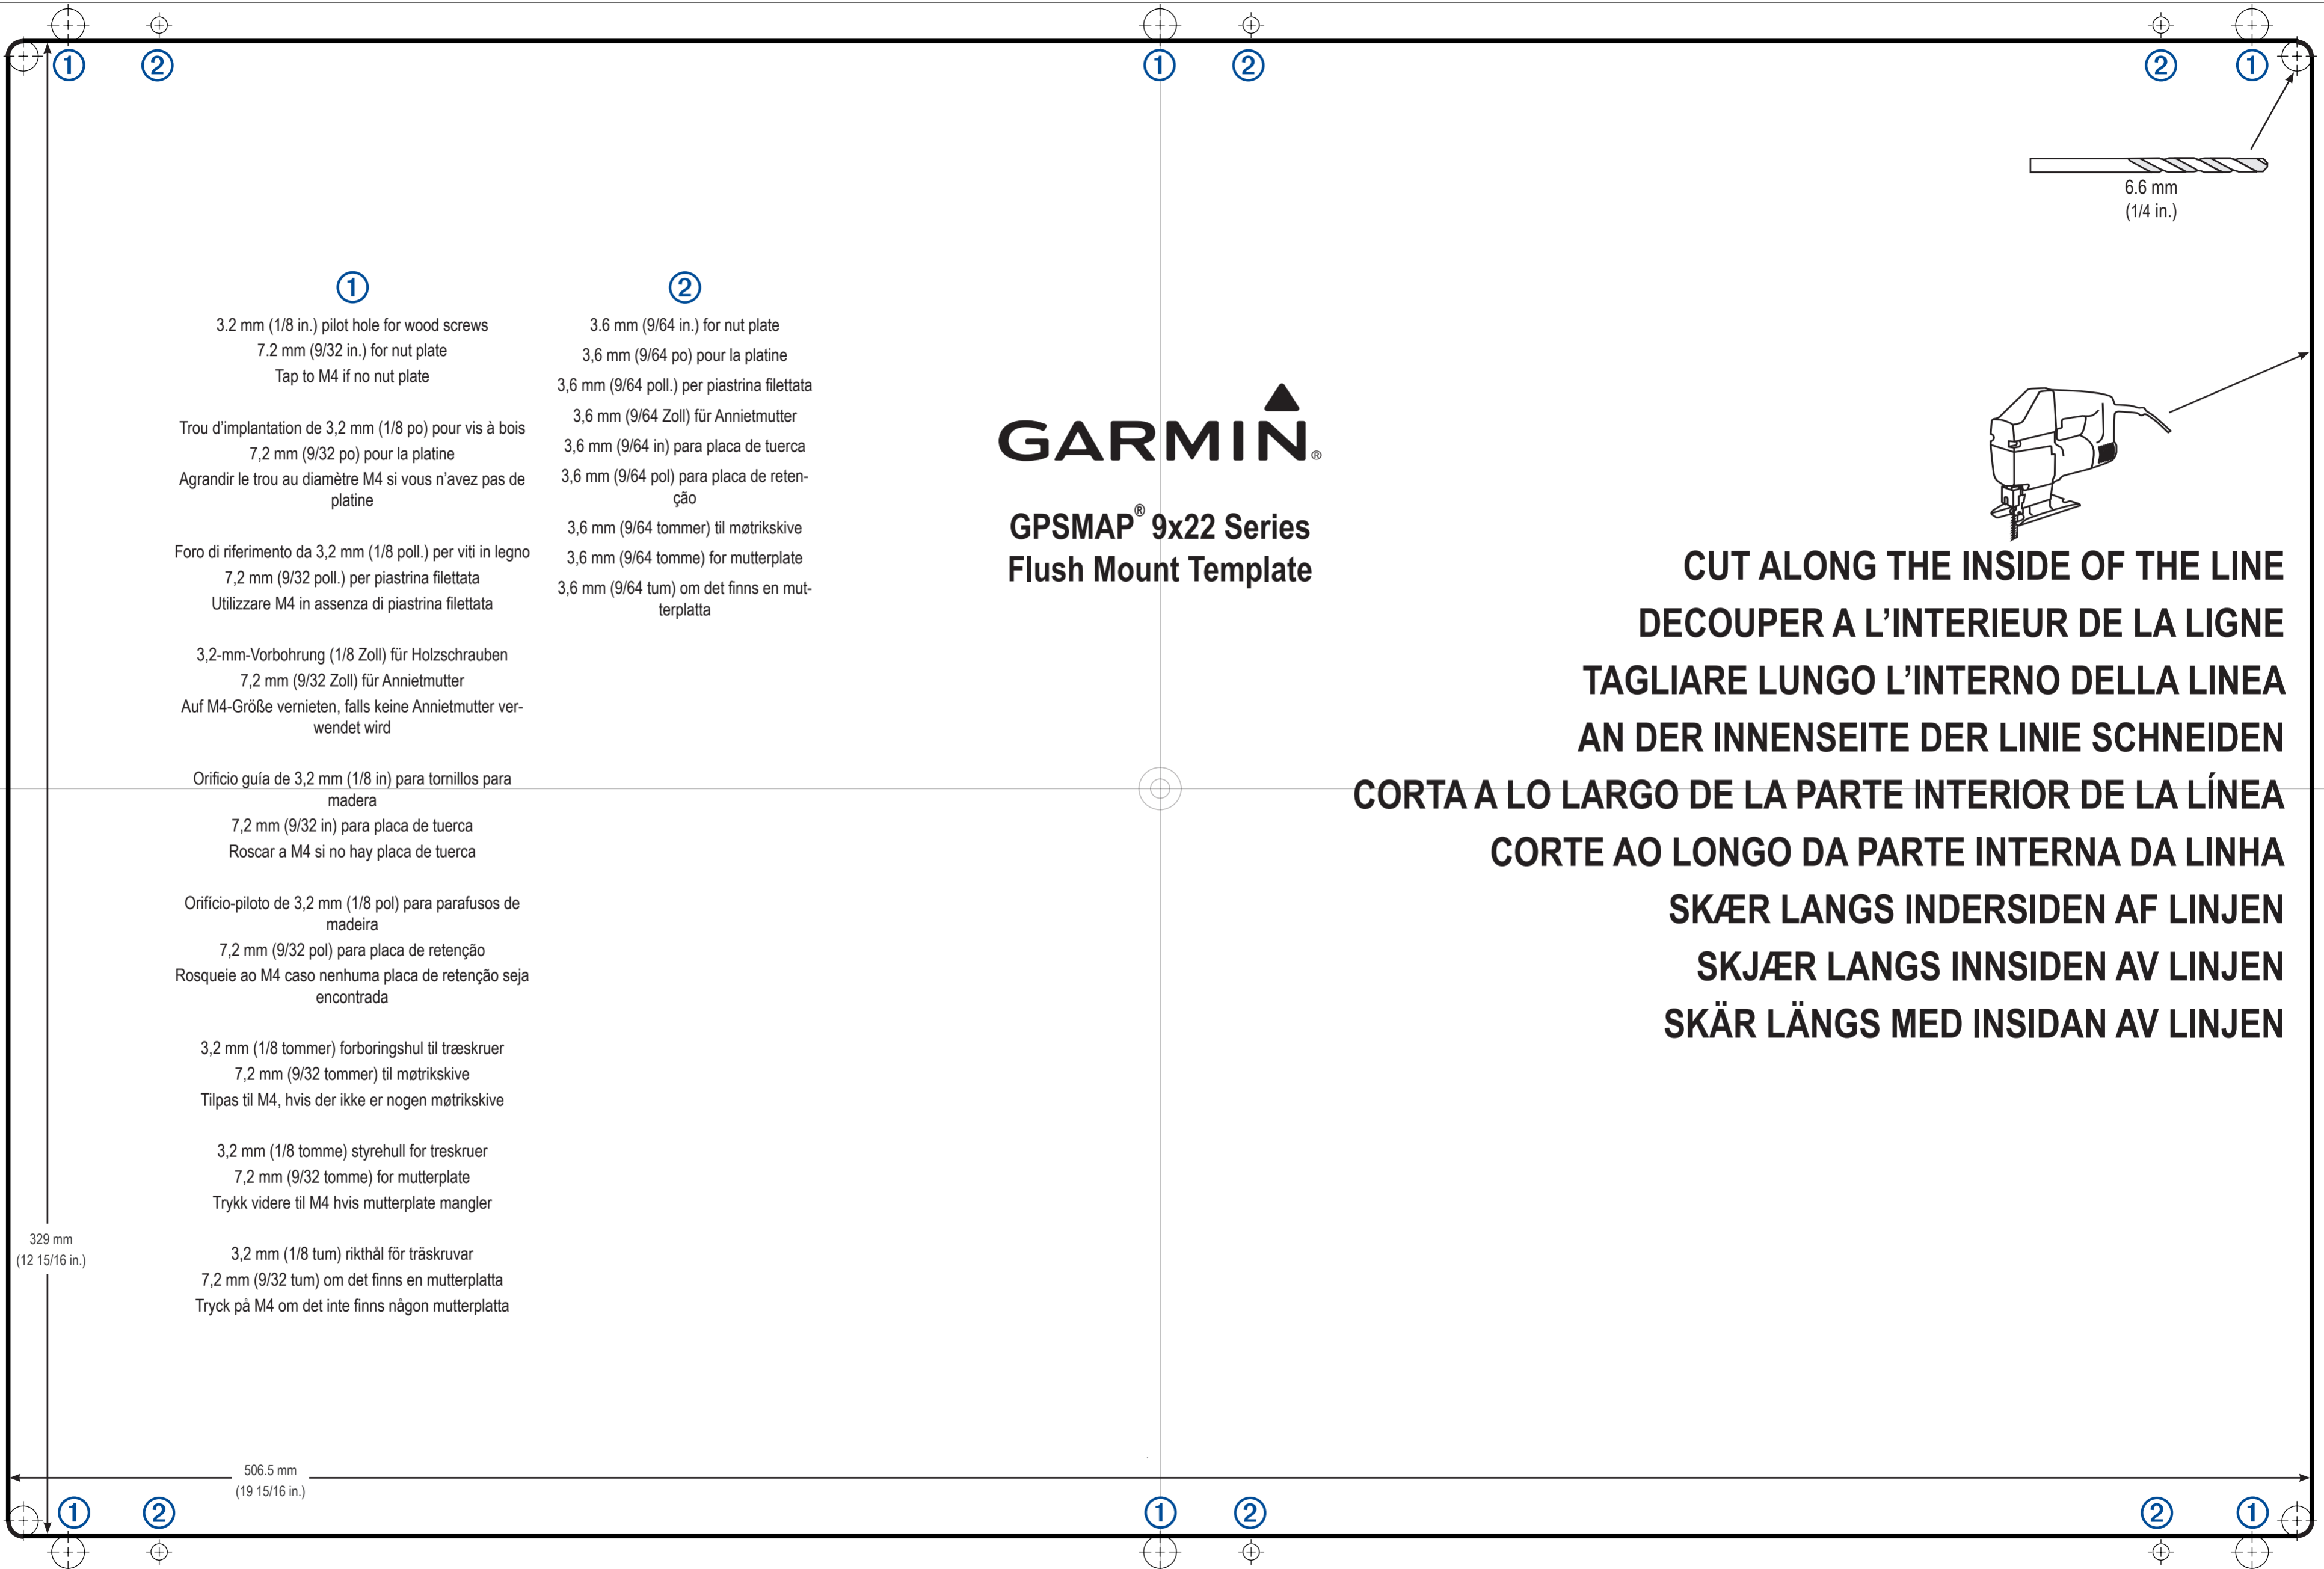 ① ② ① ② ② ①
6.6 mm
(1/4 in.)
①
3.2 mm (1/8 in.) pilot hole for wood screws
7.2 mm (9/32 in.) for nut plate
Tap to M4 if no nut plate
Trou d’implantation de 3,2 mm (1/8 po) pour vis à bois
7,2 mm (9/32 po) pour la platine
Agrandir le trou au diamètre M4 si vous n’avez pas de
platine
Foro di riferimento da 3,2 mm (1/8 poll.) per viti in legno
7,2 mm (9/32 poll.) per piastrina filettata
Utilizzare M4 in assenza di piastrina filettata
3,2-mm-Vorbohrung (1/8 Zoll) für Holzschrauben
7,2 mm (9/32 Zoll) für Annietmutter
Auf M4-Größe vernieten, falls keine Annietmutter ver-
wendet wird
Orificio guía de 3,2 mm (1/8 in) para tornillos para
madera
7,2 mm (9/32 in) para placa de tuerca
Roscar a M4 si no hay placa de tuerca
Orifício-piloto de 3,2 mm (1/8 pol) para parafusos de
madeira
7,2 mm (9/32 pol) para placa de retenção
Rosqueie ao M4 caso nenhuma placa de retenção seja
encontrada
3,2 mm (1/8 tommer) forboringshul til træskruer
7,2 mm (9/32 tommer) til møtrikskive
Tilpas til M4, hvis der ikke er nogen møtrikskive
3,2 mm (1/8 tomme) styrehull for treskruer
7,2 mm (9/32 tomme) for mutterplate
Trykk videre til M4 hvis mutterplate mangler
3,2 mm (1/8 tum) rikthål för träskruvar
7,2 mm (9/32 tum) om det finns en mutterplatta
Tryck på M4 om det inte finns någon mutterplatta
②
3.6 mm (9/64 in.) for nut plate
3,6 mm (9/64 po) pour la platine
3,6 mm (9/64 poll.) per piastrina filettata
3,6 mm (9/64 Zoll) für Annietmutter
3,6 mm (9/64 in) para placa de tuerca
3,6 mm (9/64 pol) para placa de reten-
ção
3,6 mm (9/64 tommer) til møtrikskive
3,6 mm (9/64 tomme) for mutterplate
3,6 mm (9/64 tum) om det finns en mut-
terplatta
GARMIN®
GPSMAP® 9x22 Series
Flush Mount Template
CUT ALONG THE INSIDE OF THE LINE
DECOUPER A L’INTERIEUR DE LA LIGNE
TAGLIARE LUNGO L’INTERNO DELLA LINEA
AN DER INNENSEITE DER LINIE SCHNEIDEN
CORTA A LO LARGO DE LA PARTE INTERIOR DE LA LÍNEA
CORTE AO LONGO DA PARTE INTERNA DA LINHA
SKÆR LANGS INDERSIDEN AF LINJEN
SKJÆR LANGS INNSIDEN AV LINJEN
SKÄR LÄNGS MED INSIDAN AV LINJEN
329 mm
(12 15/16 in.)
506.5 mm
(19 15/16 in.)
① ② ① ② ② ①